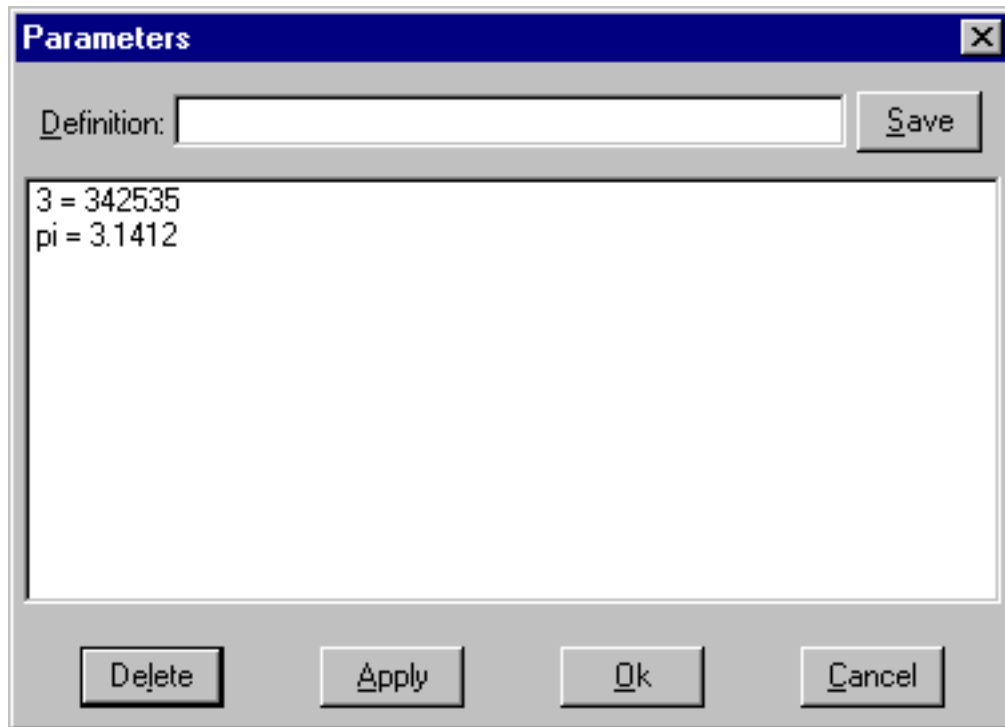 Parameters
Definition: Save
3 = 342535
pi = 3.1412
Delete Apply Ok Cancel